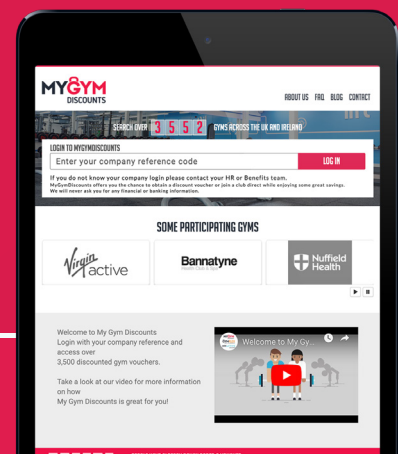 MYGYM
DISCOUNTS
ABOUT US FAQ BLOG CONTACT
SEARCH OVER 3 5 5 2 GYMS ACROSS THE UK AND IRELAND
LOGIN TO MYGYMDISCOUNTS
Enter your company reference code
LOG IN
If you do not know your company login please contact your HR or Benefits team.
MyGymDiscounts offers you the chance to obtain a discount voucher or join a club direct while enjoying some great savings.
We will never ask you for any financial or banking information.
SOME PARTICIPATING GYMS
Virgin active
Bannatyne
Health Club & Spa
Nuffield
Health
Welcome to My Gym Discounts
Login with your company reference and
access over
3,500 discounted gym vouchers.
Take a look at our video for more information
on how
My Gym Discounts is great for you!
Welcome to My Gy...